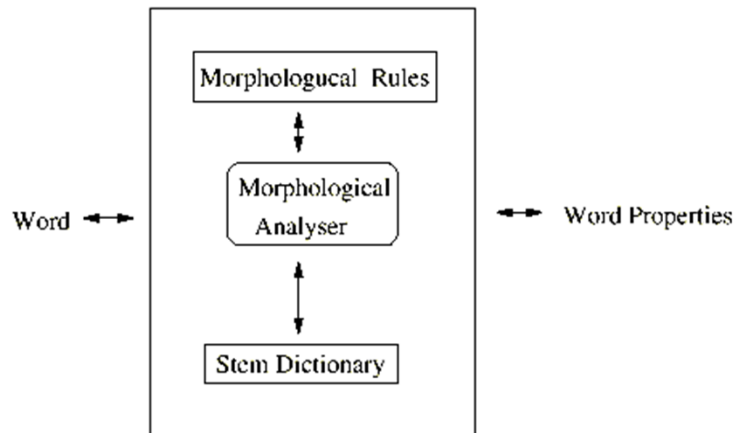 Morphologucal Rules
Morphological
Analyser
Word
Word Properties
Stem Dictionary